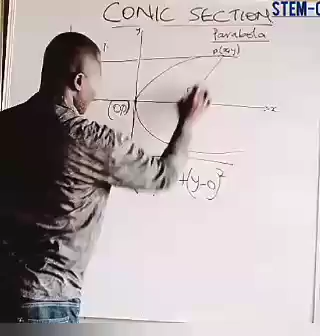 CONIC SECTION
STEM-
Parabola
y
P(x,y)
(0,0)
x
+(y-0)²